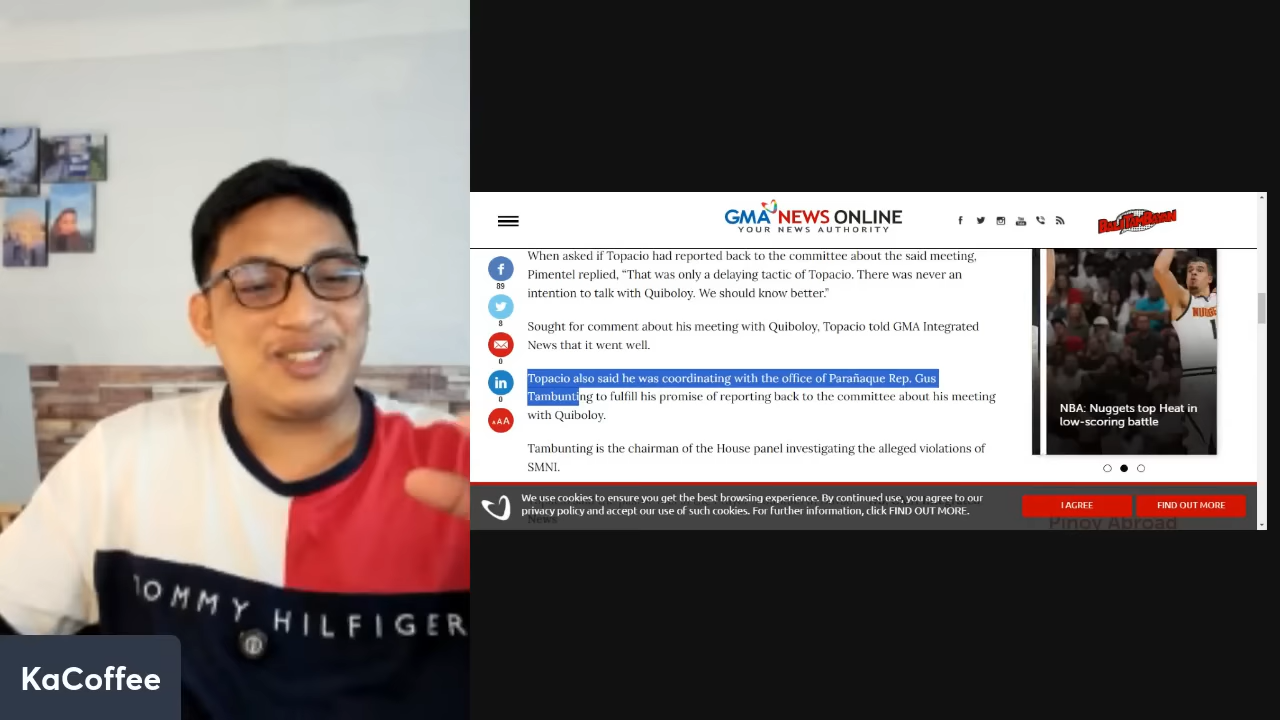 TOMMY HILFIGER
KaCoffee
GMA NEWS ONLINE
YOUR NEWS AUTHORITY
When asked if Topacio had reported back to the committee about the said meeting,
Pimentel replied, “That was only a delaying tactic of Topacio. There was never an
intention to talk with Quiboloy. We should know better.”
Sought for comment about his meeting with Quiboloy, Topacio told GMA Integrated
News that it went well.
Topacio also said he was coordinating with the office of Parañaque Rep. Gus
Tambunting to fulfill his promise of reporting back to the committee about his meeting
with Quiboloy.
Tambunting is the chairman of the House panel investigating the alleged violations of
SMNI.
News
89
8
0
0
AAA
NUGG
NBA: Nuggets top Heat in
low-scoring battle
Pinoy Abroad
We use cookies to ensure you get the best browsing experience. By continued use, you agree to our
privacy policy and accept our use of such cookies. For further information, click FIND OUT MORE.
I AGREE
FIND OUT MORE